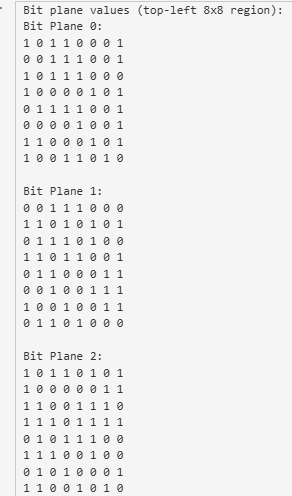 Bit plane values (top-left 8x8 region):
Bit Plane 0:
1 0 1 1 0 0 0 1
0 0 1 1 1 0 0 1
1 0 1 1 1 0 0 0
1 0 0 0 0 1 0 1
0 1 1 1 1 0 0 1
0 0 0 0 1 0 0 1
1 1 0 0 0 1 0 1
1 0 0 1 1 0 1 0
Bit Plane 1:
0 0 1 1 1 0 0 0
1 1 0 1 0 1 0 1
0 1 1 1 0 1 0 0
1 1 0 1 1 0 0 1
0 1 1 0 0 0 1 1
0 0 1 0 0 1 1 1
1 0 0 1 0 0 1 1
0 1 1 0 1 0 0 0
Bit Plane 2:
1 0 1 1 0 1 0 1
1 0 0 0 0 0 1 1
1 1 0 0 1 1 1 0
1 1 1 0 1 1 1 1
0 1 0 1 1 1 0 0
1 1 1 0 0 1 0 0
0 1 0 1 0 0 0 1
1 1 0 0 1 0 1 0